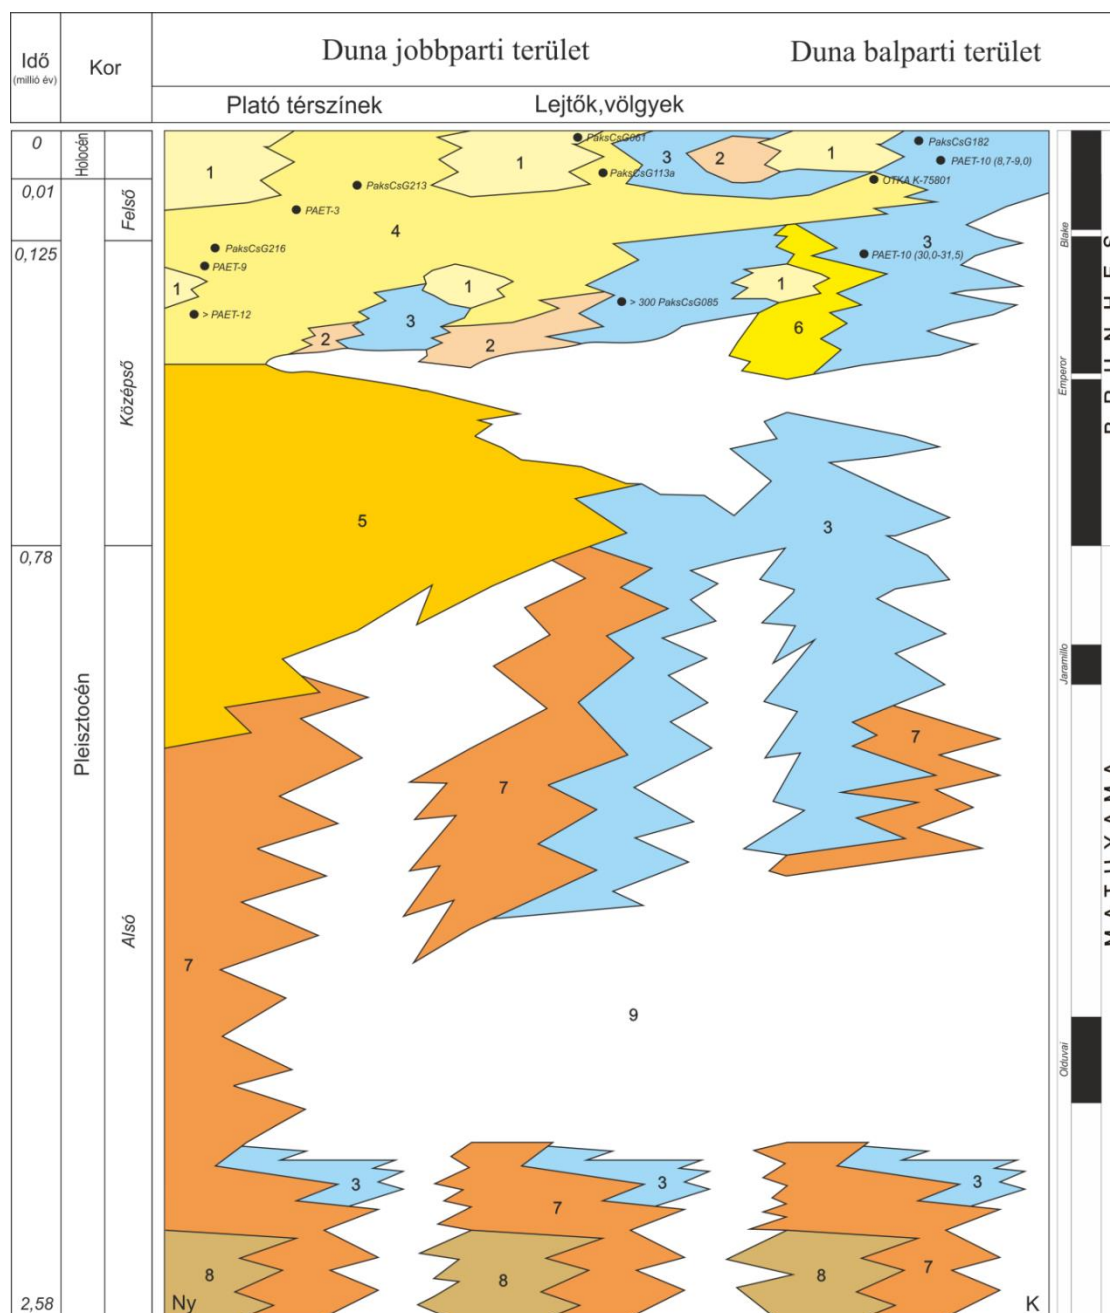 Idő
(millió év)
Kor
Duna jobbparti terület
Duna balparti terület
Plató térszínek
Lejtők,völgyek
0
Holocén
0,01
Felső
0,125
Középső
0,78
Pleisztocén
Alsó
2,58
1
PaksCsG213
PAET-3
PaksCsG216
PAET-9
4
1
> PAET-12
1
PaksCsG061
PaksCsG113a
3
2
1
PaksCsG182
PAET-10 (8,7-9,0)
OTKA K-75801
3
PAET-10 (30,0-31,5)
1
> 300 PaksCsG085
1
3
2
2
6
5
3
7
7
7
9
3
3
3
7
7
8
8
8
Ny
K
Blake
Emperor
Jaramillo
Olduvai
BRUNHES
MATUYAMA